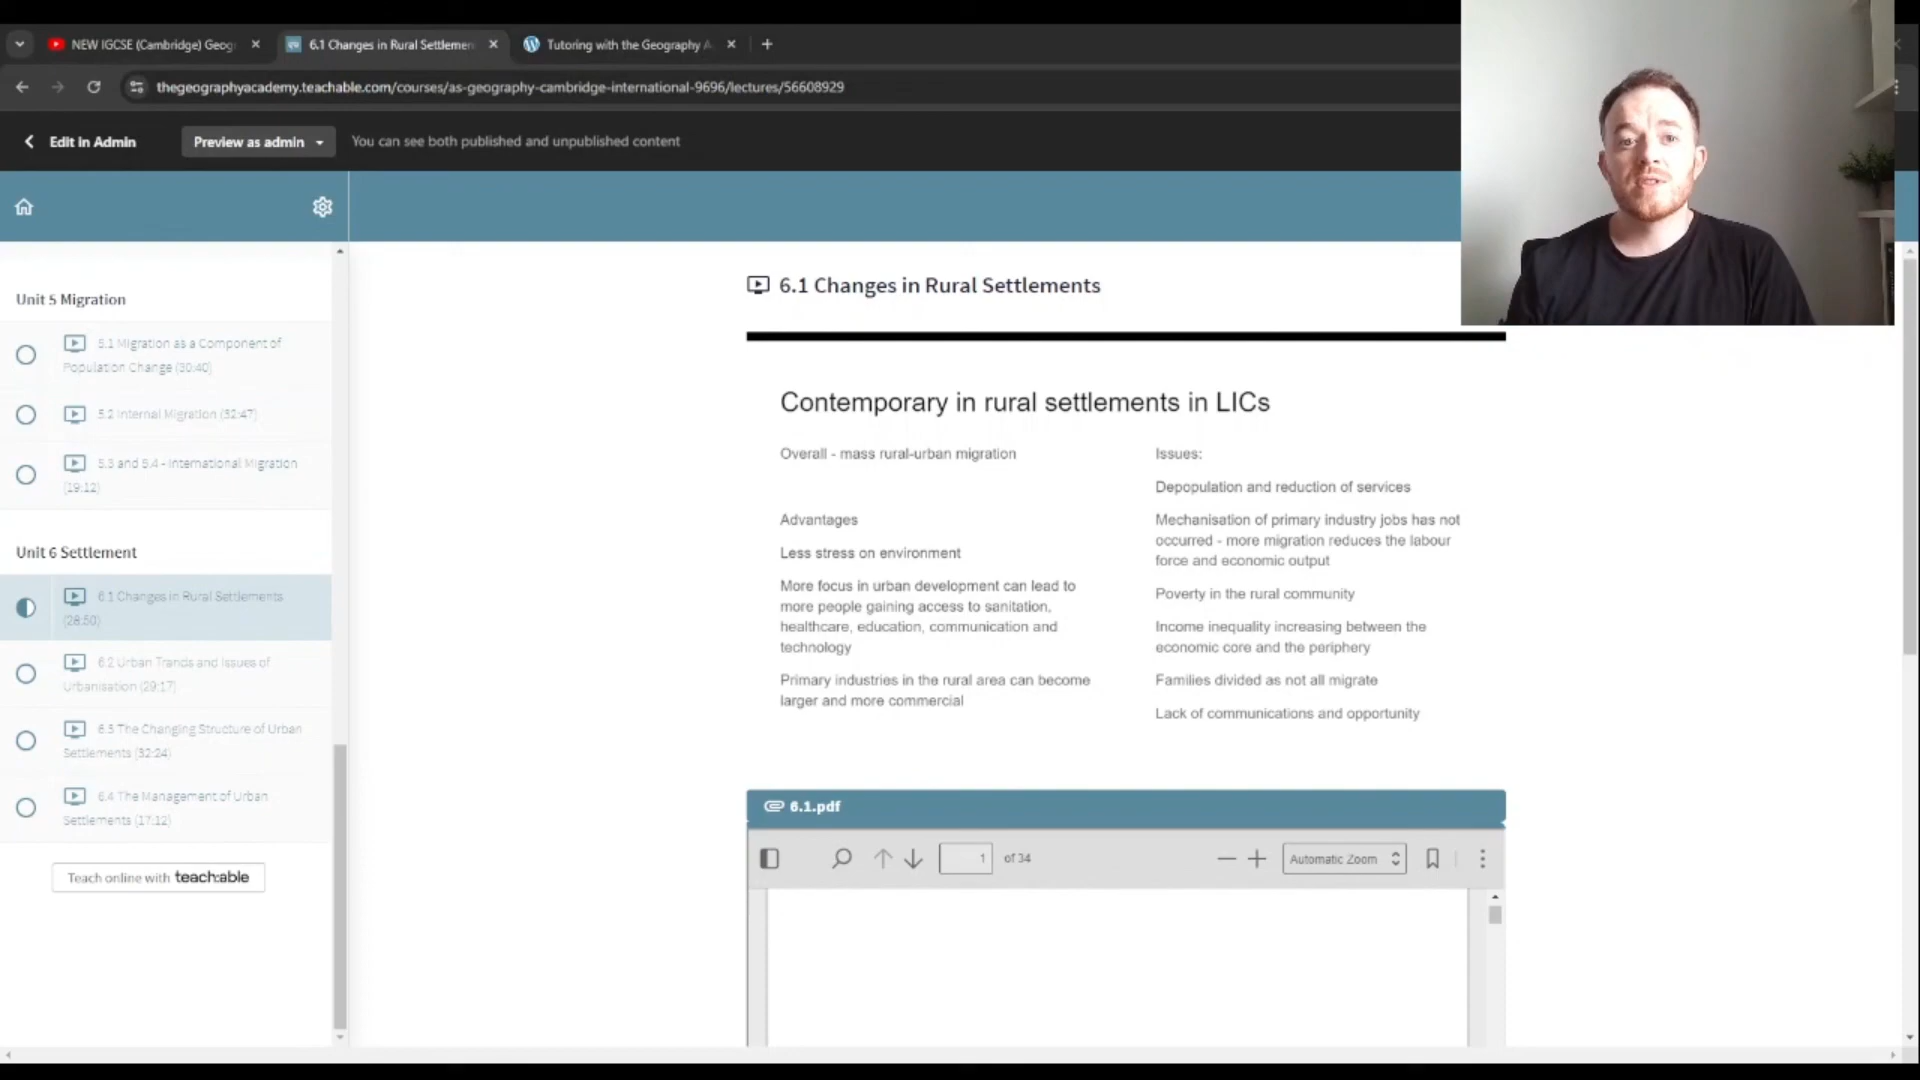 NEW IGCSE (Cambridge) Geog
6.1 Changes in Rural Settlemen
Tutoring with the Geography A
thegeographyacademy.teachable.com/courses/as-geography-cambridge-international-9696/lectures/56608929
Edit in Admin
Preview as admin
You can see both published and unpublished content
Unit 5 Migration
5.1 Migration as a Component of
Population Change (30:40)
5.2 Internal Migration (32:47)
5.3 and 5.4 - International Migration
(19:12)
Unit 6 Settlement
6.1 Changes in Rural Settlements
(28:50)
6.2 Urban Trands and Issues of
Urbanisation (29:17)
6.3 The Changing Structure of Urban
Settlements (32:24)
6.4 The Management of Urban
Settlements (17:12)
Teach online with teach:able
6.1 Changes in Rural Settlements
Contemporary in rural settlements in LICs
Overall - mass rural-urban migration
Advantages
Less stress on environment
More focus in urban development can lead to
more people gaining access to sanitation,
healthcare, education, communication and
technology
Primary industries in the rural area can become
larger and more commercial
Issues:
Depopulation and reduction of services
Mechanisation of primary industry jobs has not
occurred - more migration reduces the labour
force and economic output
Poverty in the rural community
Income inequality increasing between the
economic core and the periphery
Families divided as not all migrate
Lack of communications and opportunity
6.1.pdf
1 of 34
Automatic Zoom